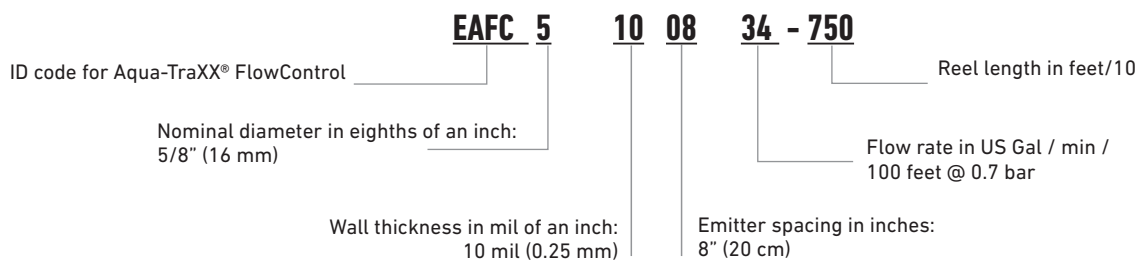 EAFC 5 10 08 34 - 750
ID code for Aqua-TraXX® FlowControl
Reel length in feet/10
Nominal diameter in eighths of an inch:
5/8” (16 mm)
Flow rate in US Gal / min /
100 feet @ 0.7 bar
Wall thickness in mil of an inch:
10 mil (0.25 mm)
Emitter spacing in inches:
8” (20 cm)